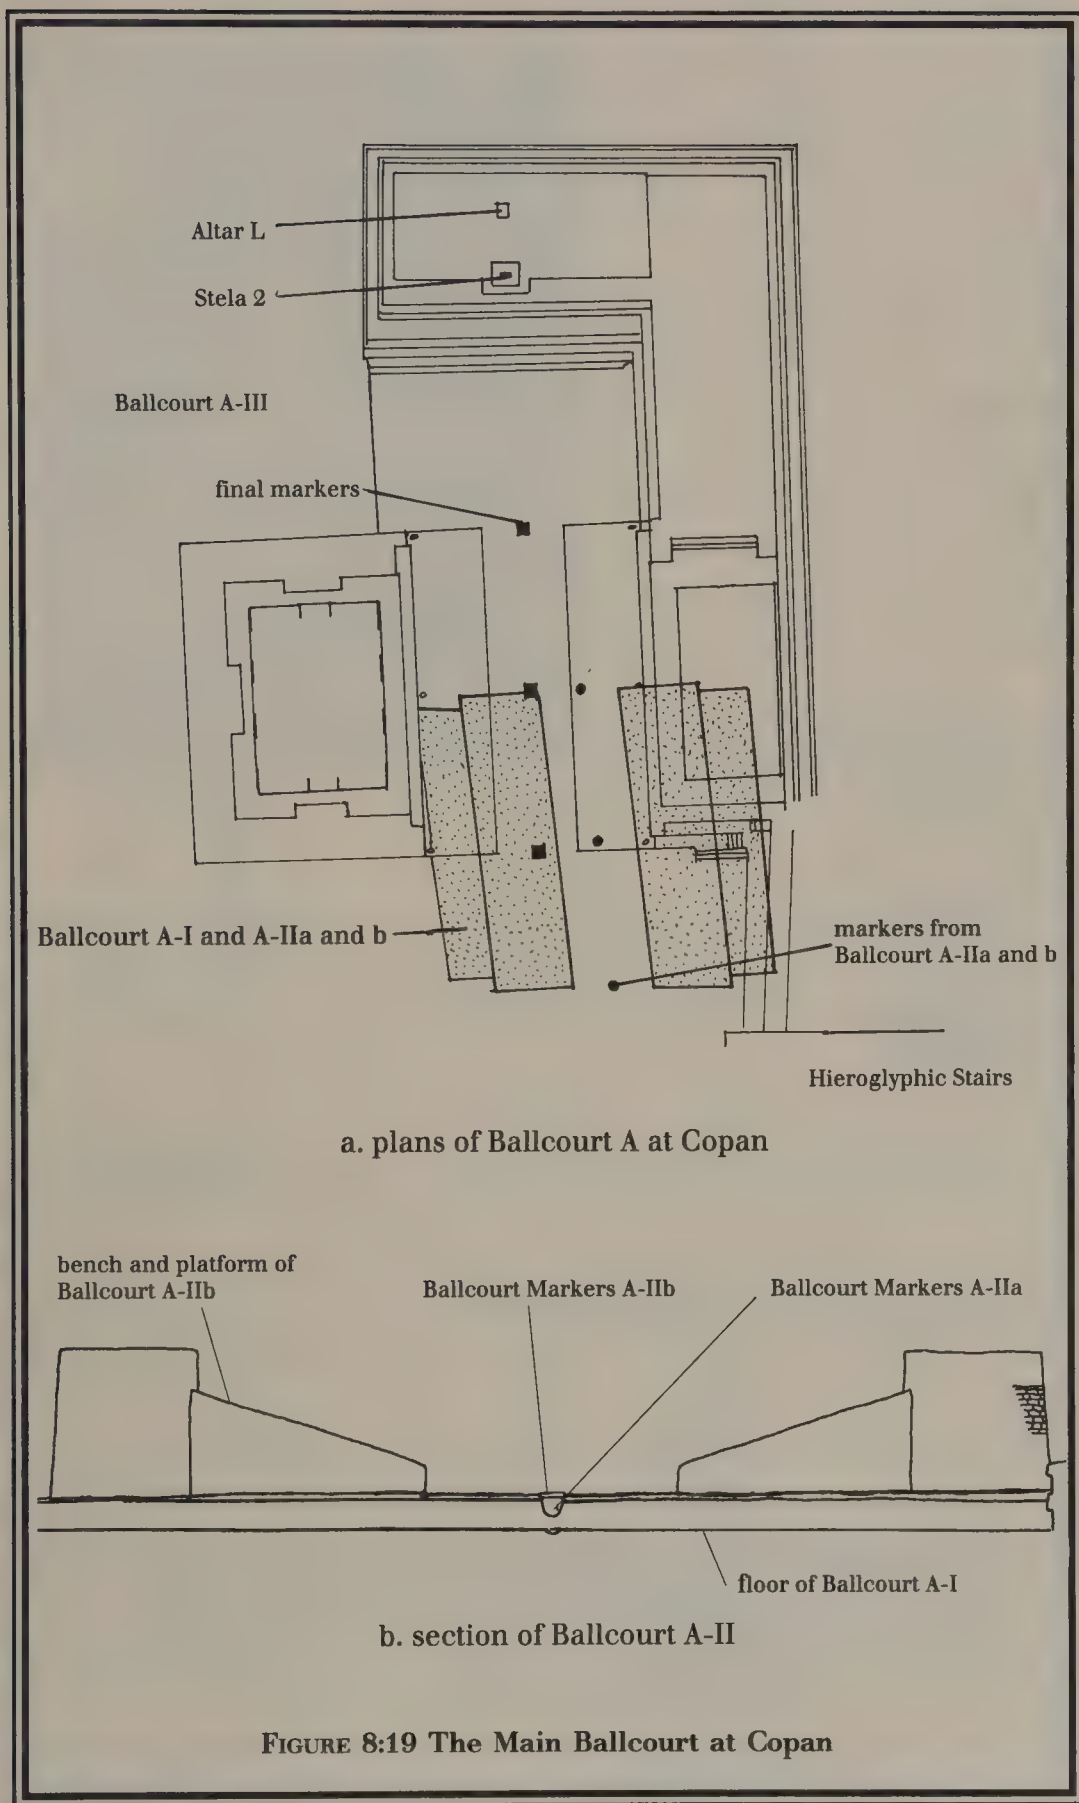 Altar L
Stela 2
Ballcourt A-III
final markers
Ballcourt A-I and A-IIa and b
markers from
Ballcourt A-IIa and b
Hieroglyphic Stairs
a. plans of Ballcourt A at Copan
bench and platform of
Ballcourt A-IIb
Ballcourt Markers A-IIb
Ballcourt Markers A-IIa
floor of Ballcourt A-I
b. section of Ballcourt A-II
FIGURE 8:19 The Main Ballcourt at Copan